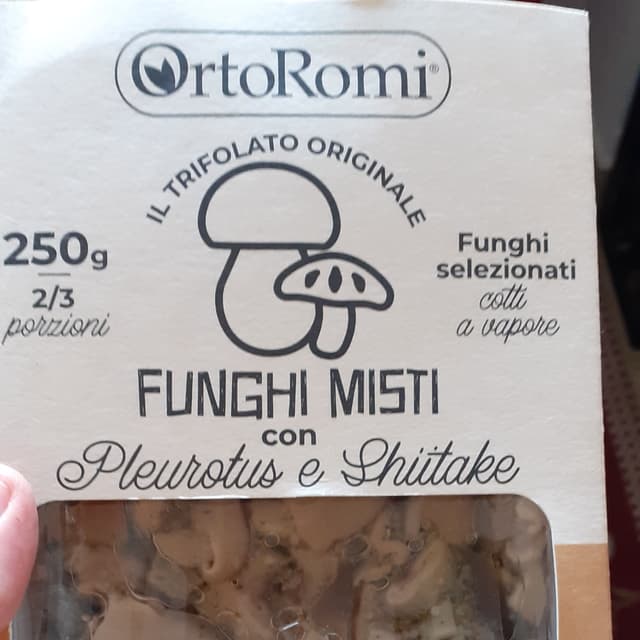 OrtoRomi®
IL TRIFOLATO ORIGINALE
250g
2/3
porzioni
Funghi
selezionati
cotti
a vapore
FUNGHI MISTI
con
Pleurotus e Shiitake